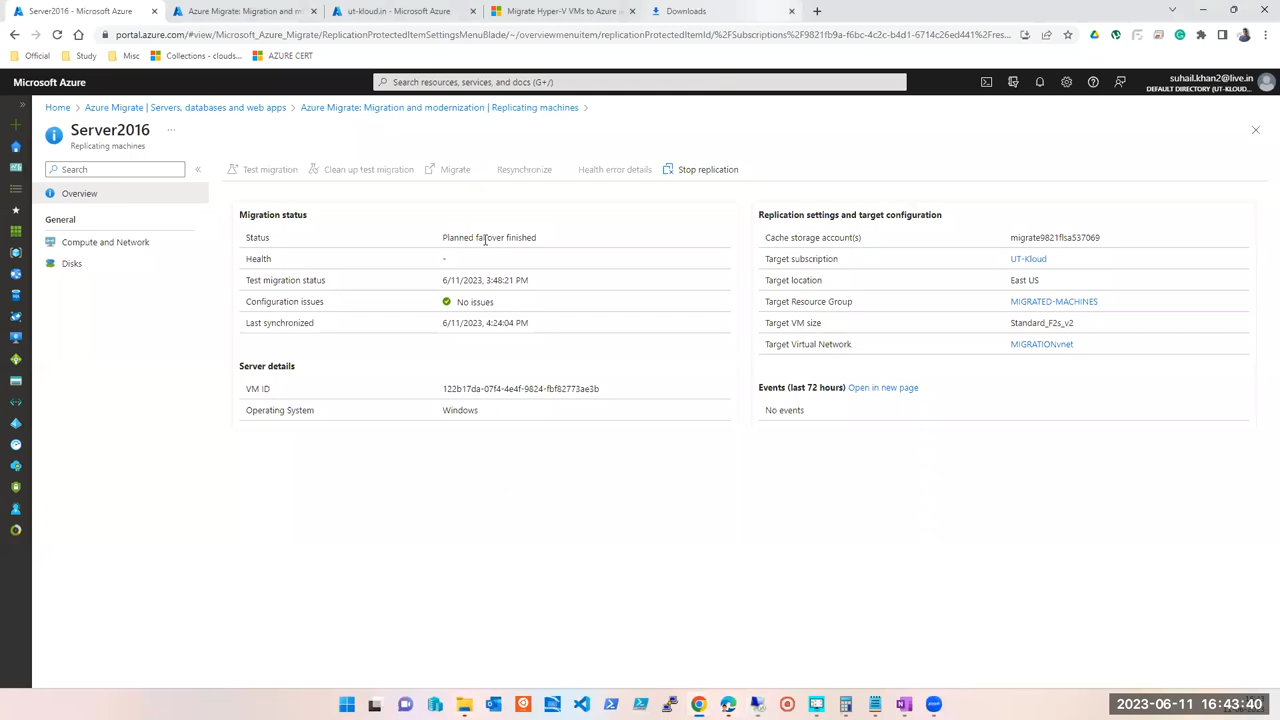 Server2016 - Microsoft Azure
Azure Migrate: Migration and m
ut-kloud.in - Microsoft Azure
Migrate Hyper-V VMs to Azure
Downloads
portal.azure.com/#view/Microsoft_Azure_Migrate/~/overviewmenuitem/replicationProtectedItemId/%2FSubscriptions%2F9821fb9a-f6bc-4c2c-b4d1-6714c26ed441%2Fres...
Official
Study
Misc
Collections - clouds...
AZURE CERT
Microsoft Azure
Search resources, services, and docs (G+/)
suhail.khan2@live.in
DEFAULT DIRECTORY (UT-KLOUD...
Home > Azure Migrate | Servers, databases and web apps > Azure Migrate: Migration and modernization | Replicating machines >
Server2016 ...
Replicating machines
Search
Test migration
Clean up test migration
Migrate
Resynchronize
Health error details
Stop replication
Overview
General
Compute and Network
Disks
Migration status
Status Planned failover finished
Health -
Test migration status 6/11/2023, 3:48:21 PM
Configuration issues No issues
Last synchronized 6/11/2023, 4:24:04 PM
Server details
VM ID 122b17da-07f4-4e4f-9824-fbf82773ae3b
Operating System Windows
Replication settings and target configuration
Cache storage account(s) migrate9821flsa537069
Target subscription UT-Kloud
Target location East US
Target Resource Group MIGRATED-MACHINES
Target VM size Standard_F2s_v2
Target Virtual Network MIGRATIONvnet
Events (last 72 hours) Open in new page
No events
2023-06-11 16:43:40